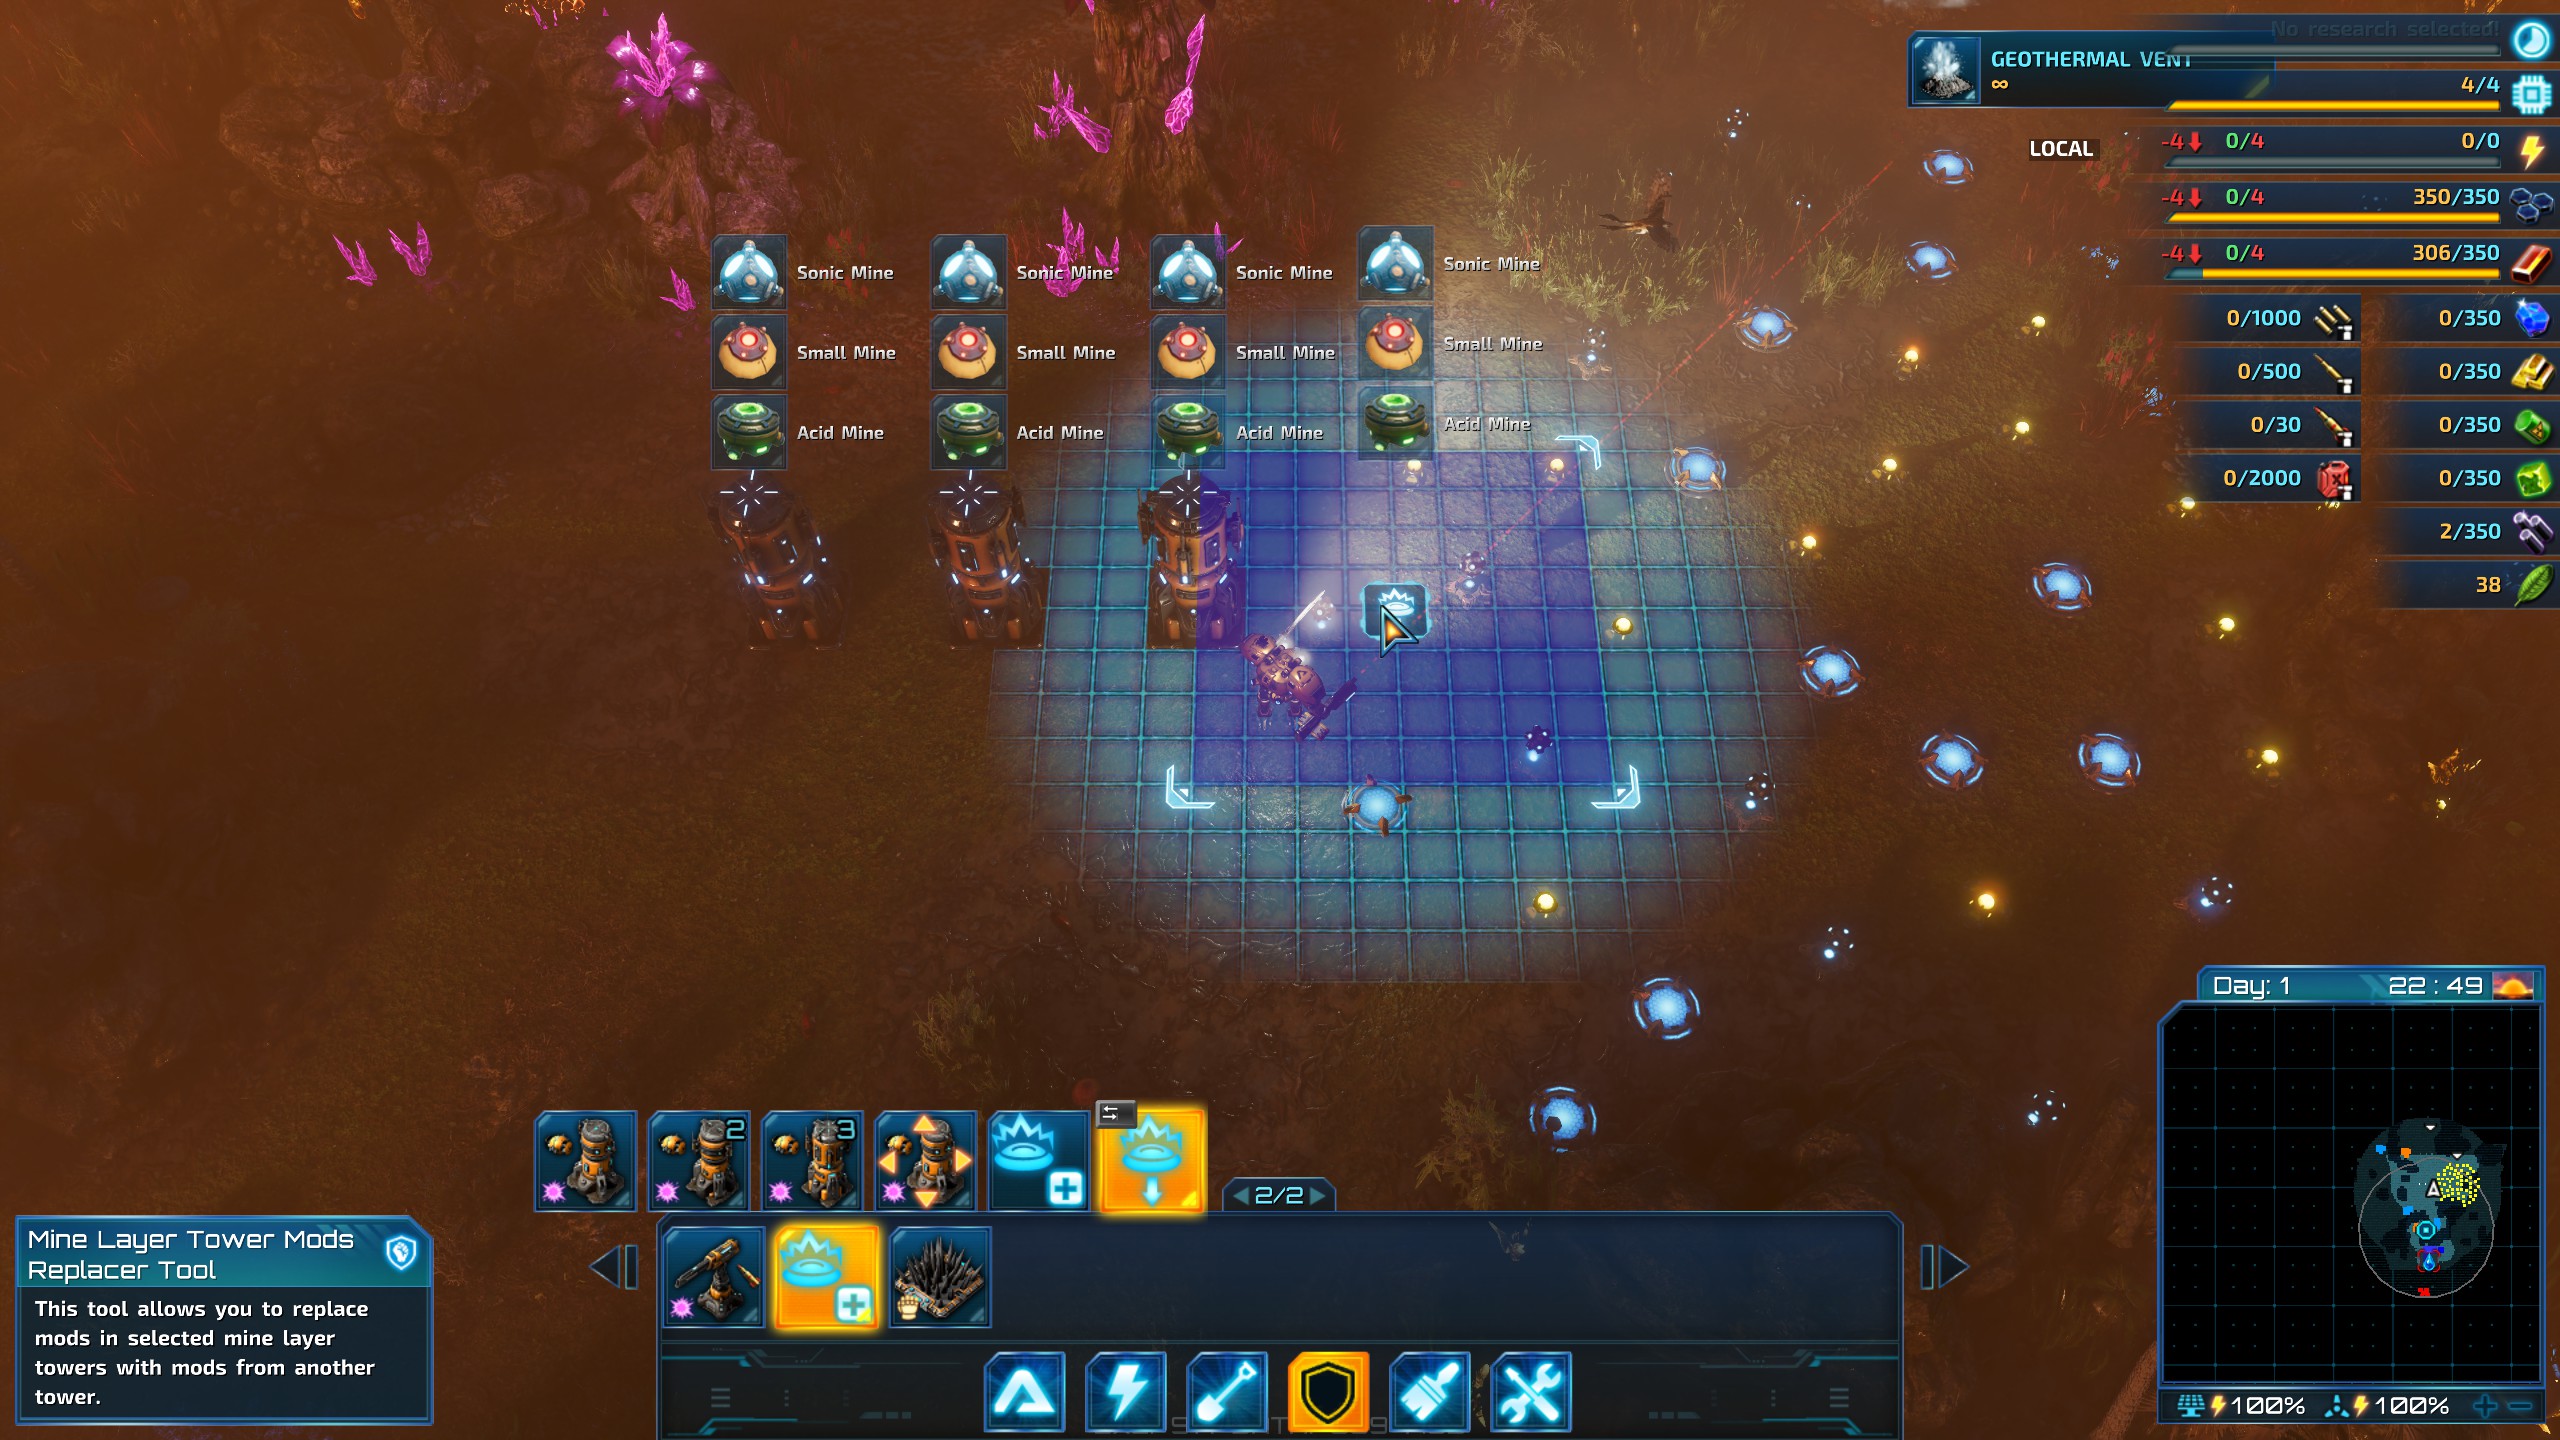 No research selected!
GEOTHERMAL VENT
∞
4/4
LOCAL
-4 0/4 0/0
-4 0/4 350/350
-4 0/4 306/350
0/1000 0/350
0/500 0/350
0/30 0/350
0/2000 0/350
2/350
38
Sonic Mine Sonic Mine Sonic Mine Sonic Mine
Small Mine Small Mine Small Mine Small Mine
Acid Mine Acid Mine Acid Mine Acid Mine
Day: 1 22:49
2 3
2/2
Mine Layer Tower Mods
Replacer Tool
This tool allows you to replace
mods in selected mine layer
towers with mods from another
tower.
100% 100%